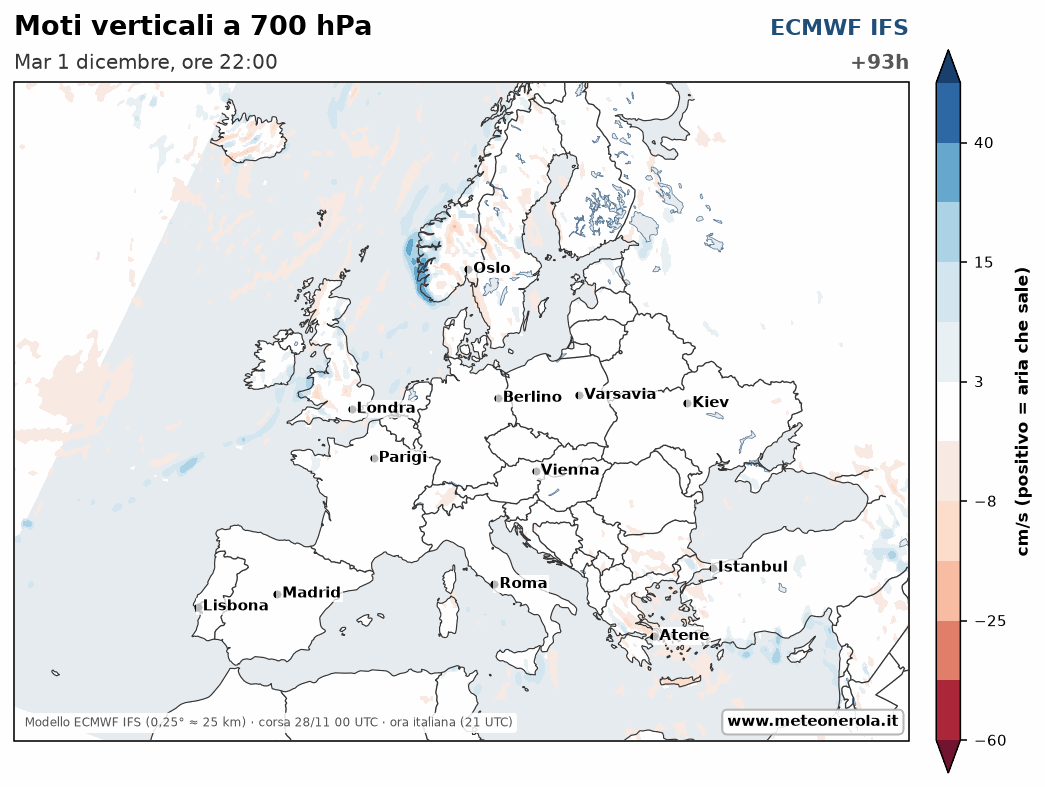 Moti verticali a 700 hPa
ECMWF IFS
Mar 1 dicembre, ore 22:00
+93h
Oslo
Londra
Berlino
Varsavia
Kiev
Parigi
Vienna
Istanbul
Roma
Madrid
Lisbona
Atene
40
15
3
−8
−25
−60
cm/s (positivo = aria che sale)
Modello ECMWF IFS (0,25° ≈ 25 km) · corsa 28/11 00 UTC · ora italiana (21 UTC)
www.meteonerola.it